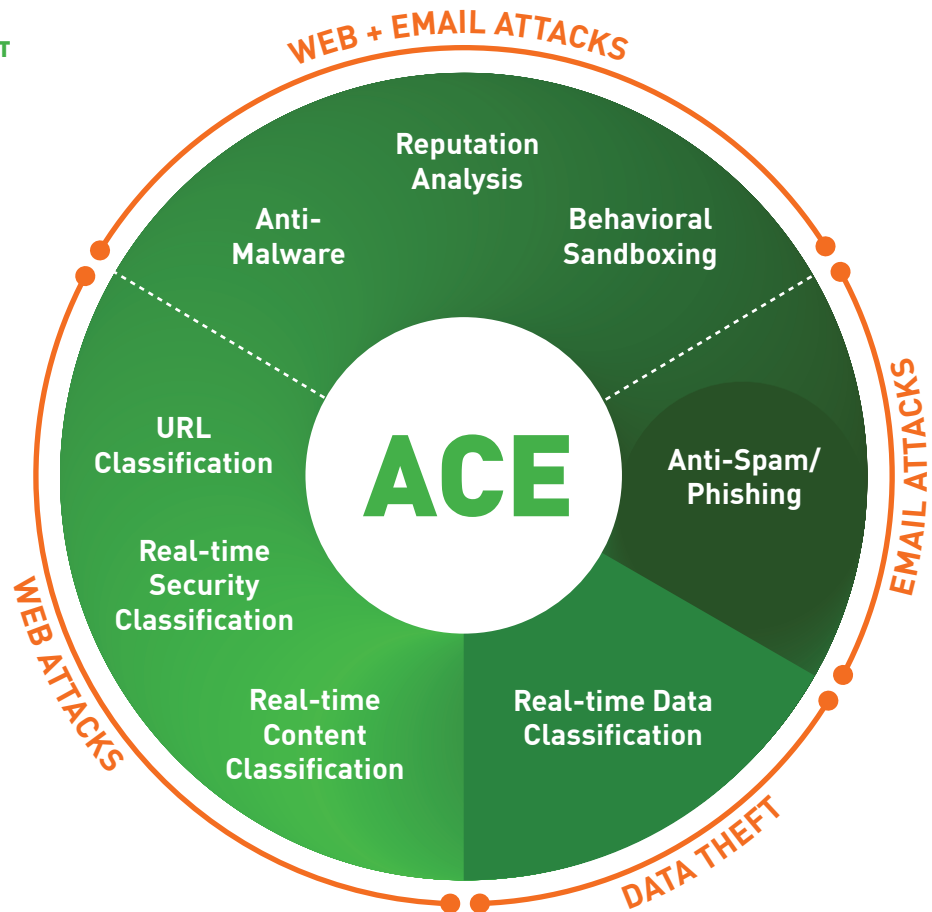 WEB + EMAIL ATTACKS
T
Reputation
Analysis
Anti-
Malware
Behavioral
Sandboxing
URL
Classification
ACE
Anti-Spam/
Phishing
EMAIL ATTACKS
Real-time
Security
Classification
WEB ATTACKS
Real-time
Content
Classification
Real-time Data
Classification
DATA THEFT